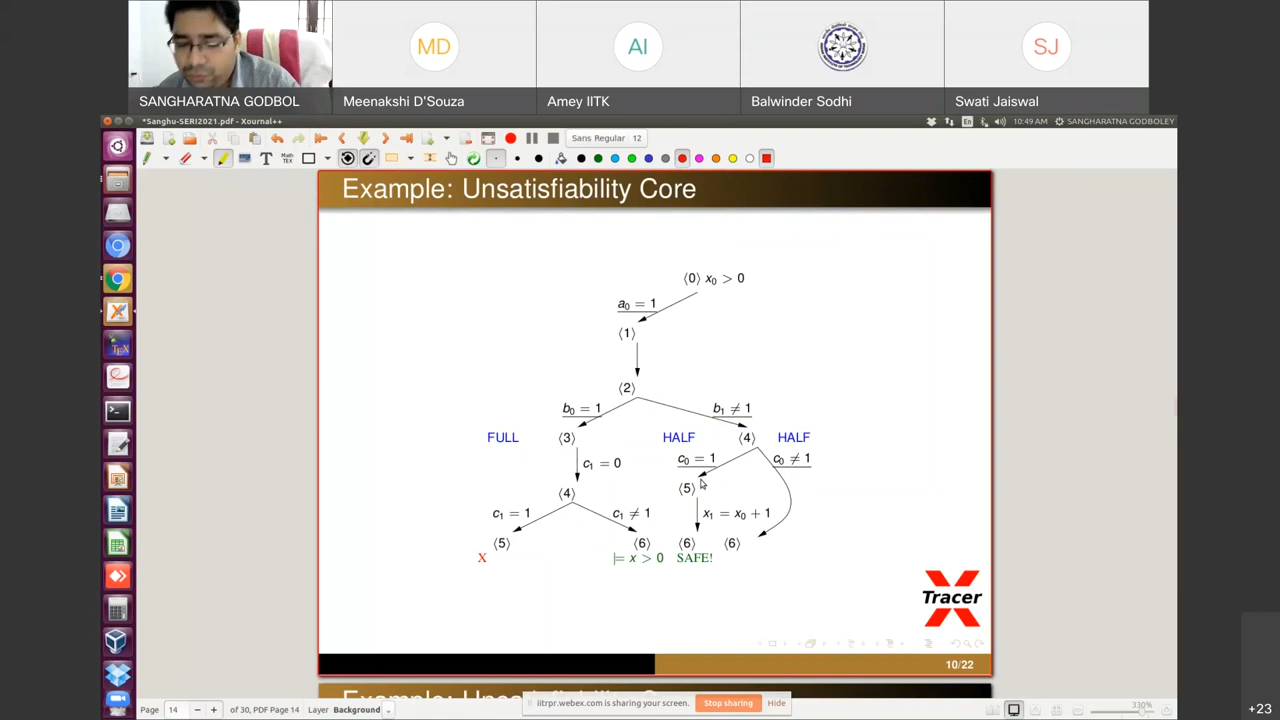 MD
AI
SJ
SANGHARATNA GODBOL
Meenakshi D'Souza
Amey IITK
Balwinder Sodhi
Swati Jaiswal
*Sanghu-SERI2021.pdf - Xournal++
En
10:49 AM
SANGHARATNA GODBOLEY
Sans Regular 12
Example: Unsatisfiability Core
⟨0⟩ x₀ > 0
a₀ = 1
⟨1⟩
⟨2⟩
b₀ = 1
b₁ ≠ 1
FULL
⟨3⟩
HALF
⟨4⟩
HALF
c₁ = 0
c₀ = 1
c₀ ≠ 1
⟨4⟩
⟨5⟩
c₁ = 1
c₁ ≠ 1
x₁ = x₀ + 1
⟨5⟩
⟨6⟩
⟨6⟩
⟨6⟩
X
|= x > 0
SAFE!
Tracer
X
10/22
iitrpr.webex.com is sharing your screen.
Stop sharing
Hide
Page
14
of 30, PDF Page 14
Layer
Background
330%
+23